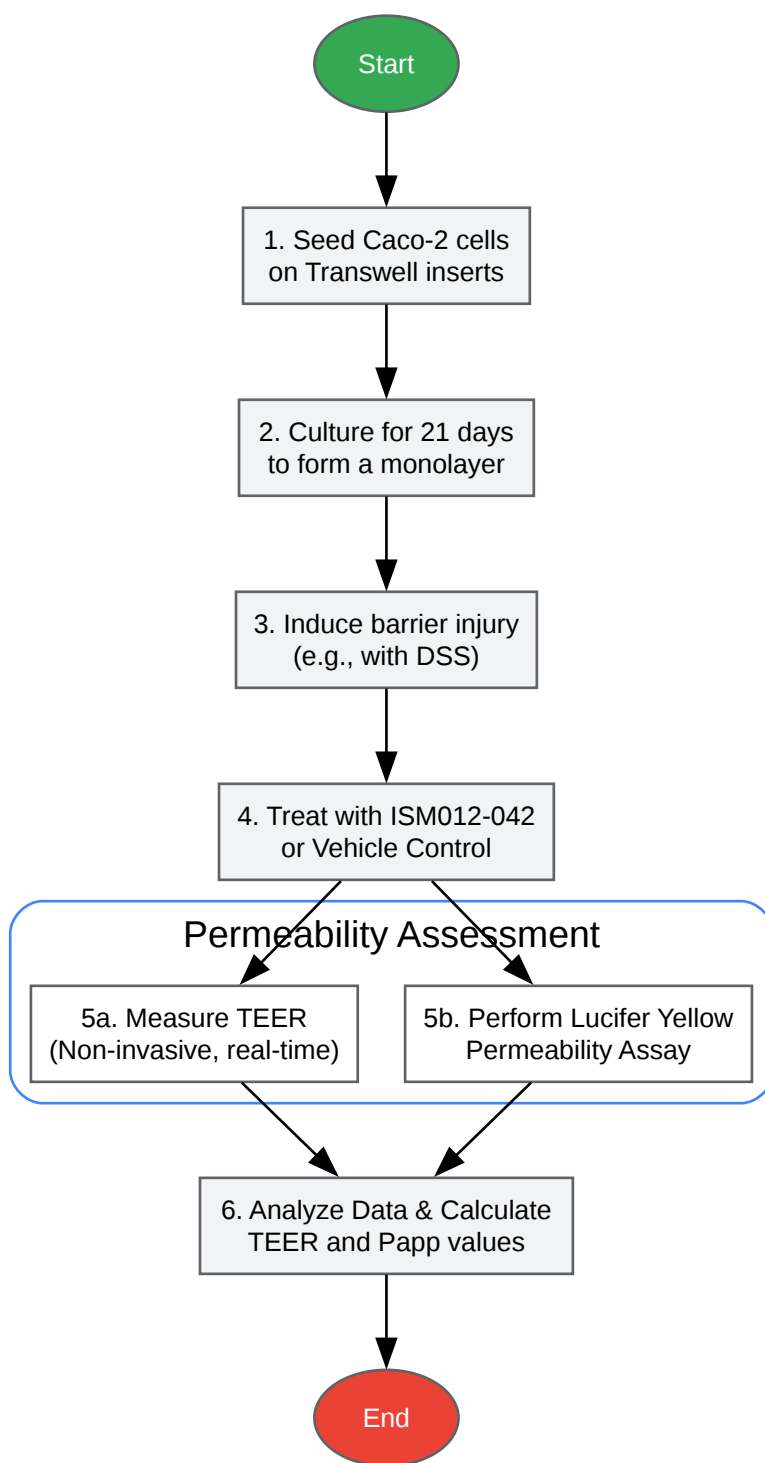 Start
1. Seed Caco-2 cells
on Transwell inserts
2. Culture for 21 days
to form a monolayer
3. Induce barrier injury
(e.g., with DSS)
4. Treat with ISM012-042
or Vehicle Control
Permeability Assessment
5a. Measure TEER
(Non-invasive, real-time)
5b. Perform Lucifer Yellow
Permeability Assay
6. Analyze Data & Calculate
TEER and Papp values
End